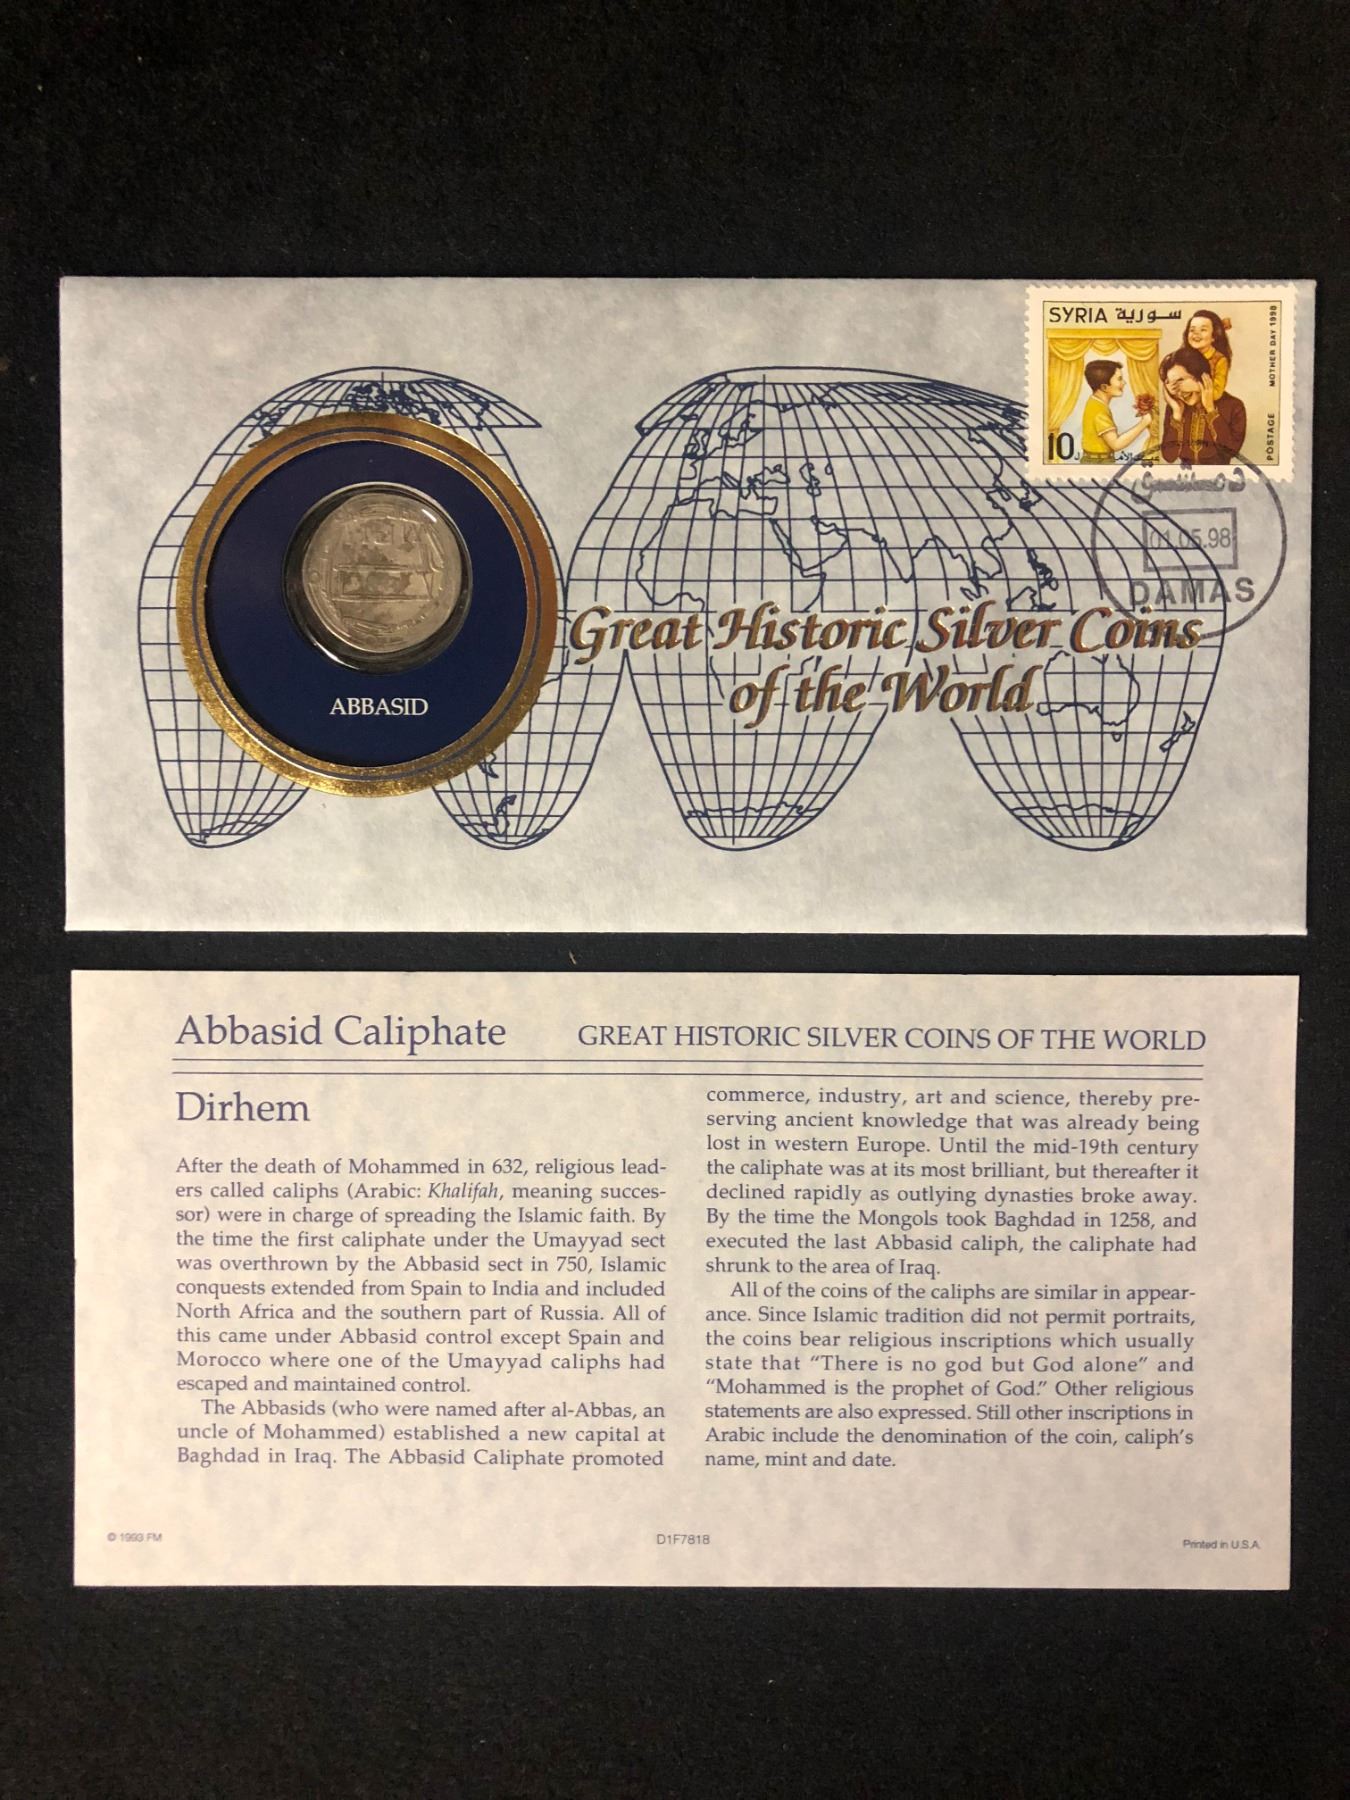 SYRIA سورية
MOTHER DAY 1998
POSTAGE
10
01.05.98
DAMAS
Great Historic Silver Coins
of the World
ABBASID
Abbasid Caliphate
GREAT HISTORIC SILVER COINS OF THE WORLD
Dirhem
After the death of Mohammed in 632, religious lead-
ers called caliphs (Arabic: Khalifah, meaning succes-
sor) were in charge of spreading the Islamic faith. By
the time the first caliphate under the Umayyad sect
was overthrown by the Abbasid sect in 750, Islamic
conquests extended from Spain to India and included
North Africa and the southern part of Russia. All of
this came under Abbasid control except Spain and
Morocco where one of the Umayyad caliphs had
escaped and maintained control.
The Abbasids (who were named after al-Abbas, an
uncle of Mohammed) established a new capital at
Baghdad in Iraq. The Abbasid Caliphate promoted
commerce, industry, art and science, thereby pre-
serving ancient knowledge that was already being
lost in western Europe. Until the mid-19th century
the caliphate was at its most brilliant, but thereafter it
declined rapidly as outlying dynasties broke away.
By the time the Mongols took Baghdad in 1258, and
executed the last Abbasid caliph, the caliphate had
shrunk to the area of Iraq.
All of the coins of the caliphs are similar in appear-
ance. Since Islamic tradition did not permit portraits,
the coins bear religious inscriptions which usually
state that “There is no god but God alone” and
“Mohammed is the prophet of God.” Other religious
statements are also expressed. Still other inscriptions in
Arabic include the denomination of the coin, caliph’s
name, mint and date.
© 1993 FM
D1F7818
Printed in U.S.A.